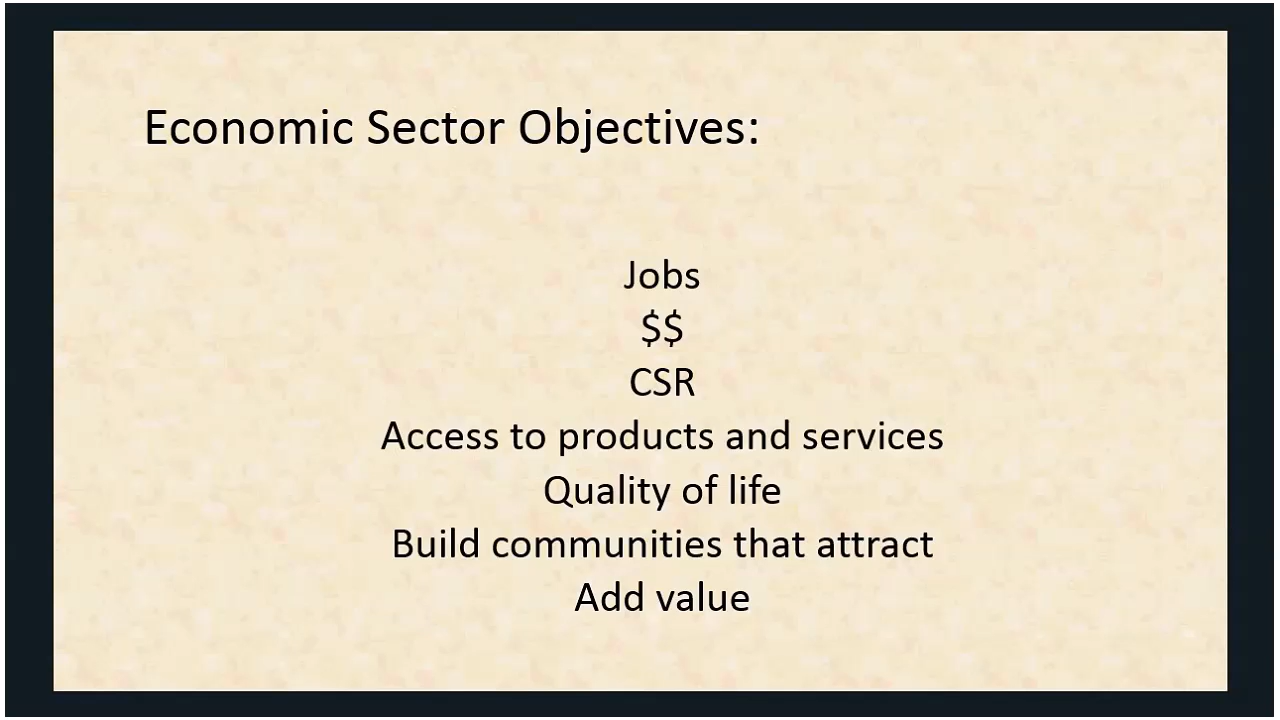 Economic Sector Objectives:
Jobs
$$
CSR
Access to products and services
Quality of life
Build communities that attract
Add value